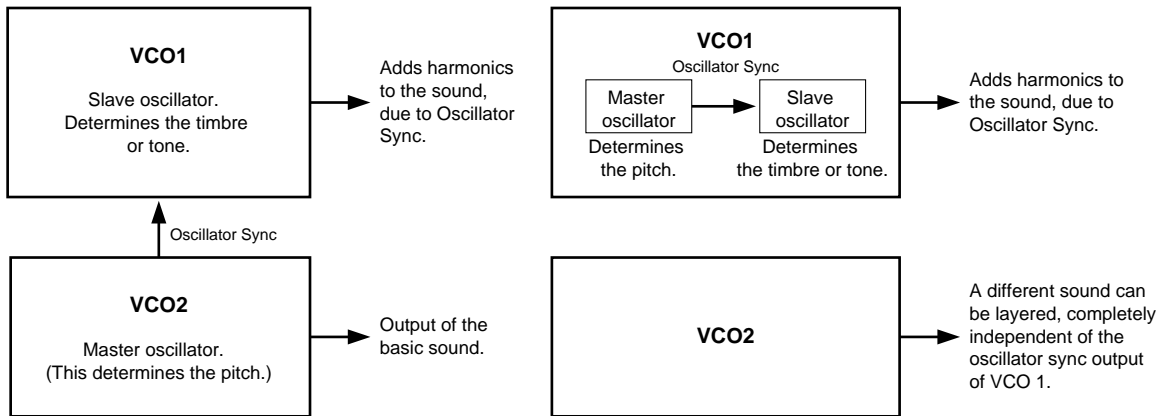 VCO1
Slave oscillator.
Determines the timbre
or tone.
Adds harmonics
to the sound,
due to Oscillator
Sync.
Oscillator Sync
VCO2
Master oscillator.
(This determines the pitch.)
Output of the
basic sound.
VCO1
Oscillator Sync
Master
oscillator
Slave
oscillator
Determines
the pitch.
Determines
the timbre or tone.
Adds harmonics to
the sound, due to
Oscillator Sync.
VCO2
A different sound can
be layered, completely
independent of the
oscillator sync output
of VCO 1.